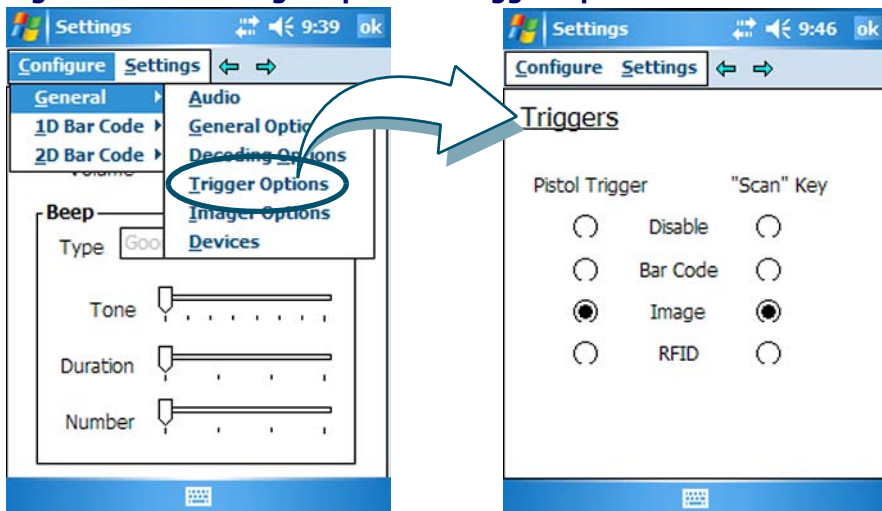 Settings 9:39 ok
Configure Settings
General
1D Bar Code
2D Bar Code
Audio
General Optio
Decoding Options
Trigger Options
Imager Options
Devices
Volume
Beep
Type Goo
Tone
Duration
Number
Settings 9:46 ok
Configure Settings
Triggers
Pistol Trigger "Scan" Key
Disable
Bar Code
Image
RFID